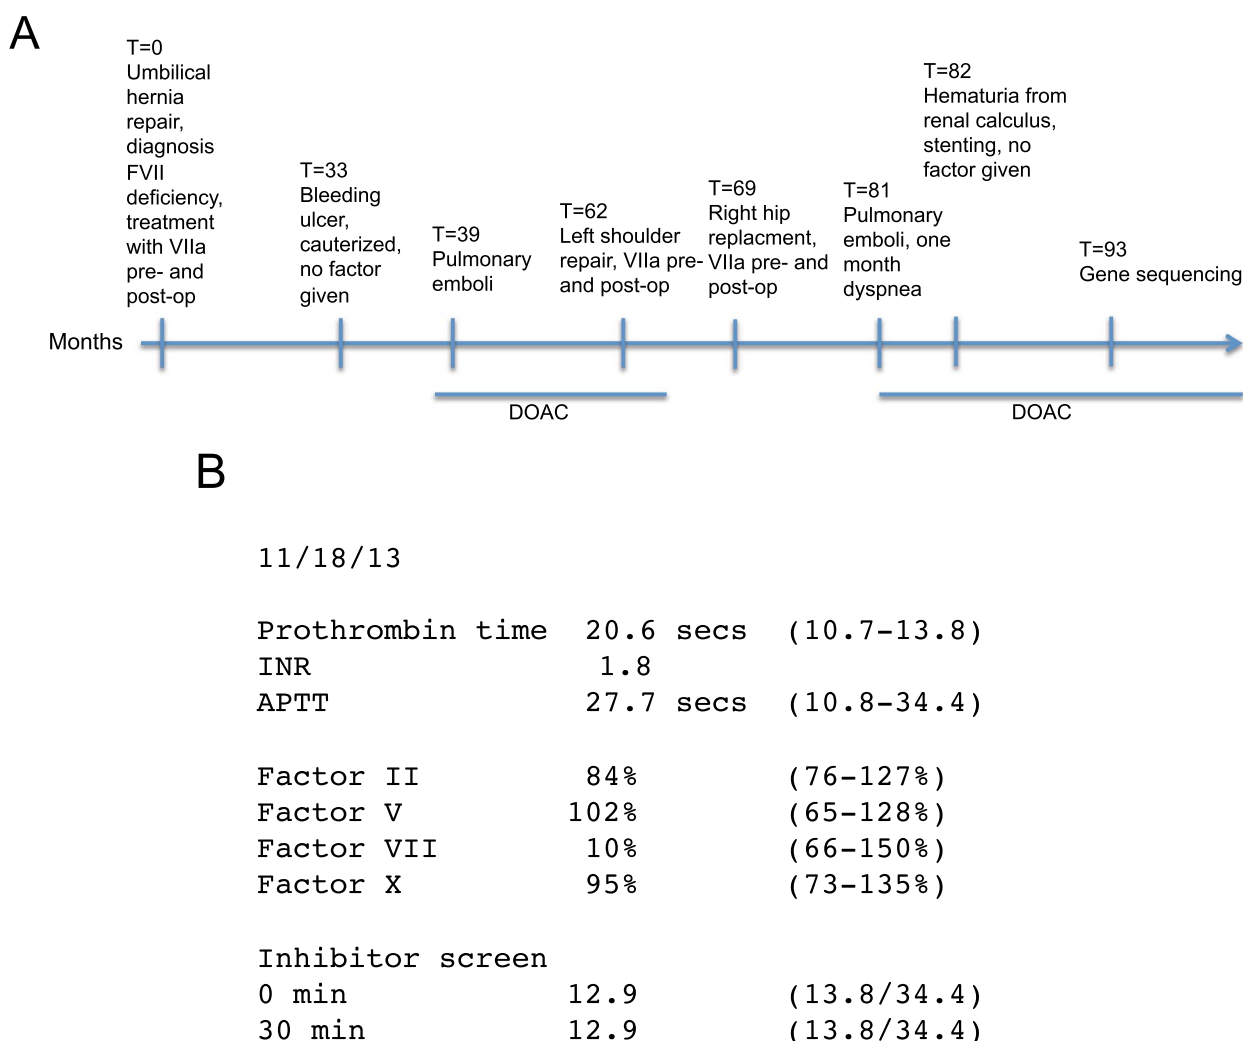 A
T=0
Umbilical
hernia
repair,
diagnosis
FVII
deficiency,
treatment
with VIIa
pre- and
post-op
T=33
Bleeding
ulcer,
cauterized,
no factor
given
T=39
Pulmonary
emboli
T=62
Left shoulder
repair, VIIa pre-
and post-op
T=69
Right hip
replacment,
VIIa pre- and
post-op
T=81
Pulmonary
emboli, one
month
dyspnea
T=82
Hematuria from
renal calculus,
stenting, no
factor given
T=93
Gene sequencing
Months
DOAC
DOAC
B
11/18/13
Prothrombin time 20.6 secs (10.7-13.8)
INR 1.8
APTT 27.7 secs (10.8-34.4)
Factor II 84% (76-127%)
Factor V 102% (65-128%)
Factor VII 10% (66-150%)
Factor X 95% (73-135%)
Inhibitor screen
0 min 12.9 (13.8/34.4)
30 min 12.9 (13.8/34.4)